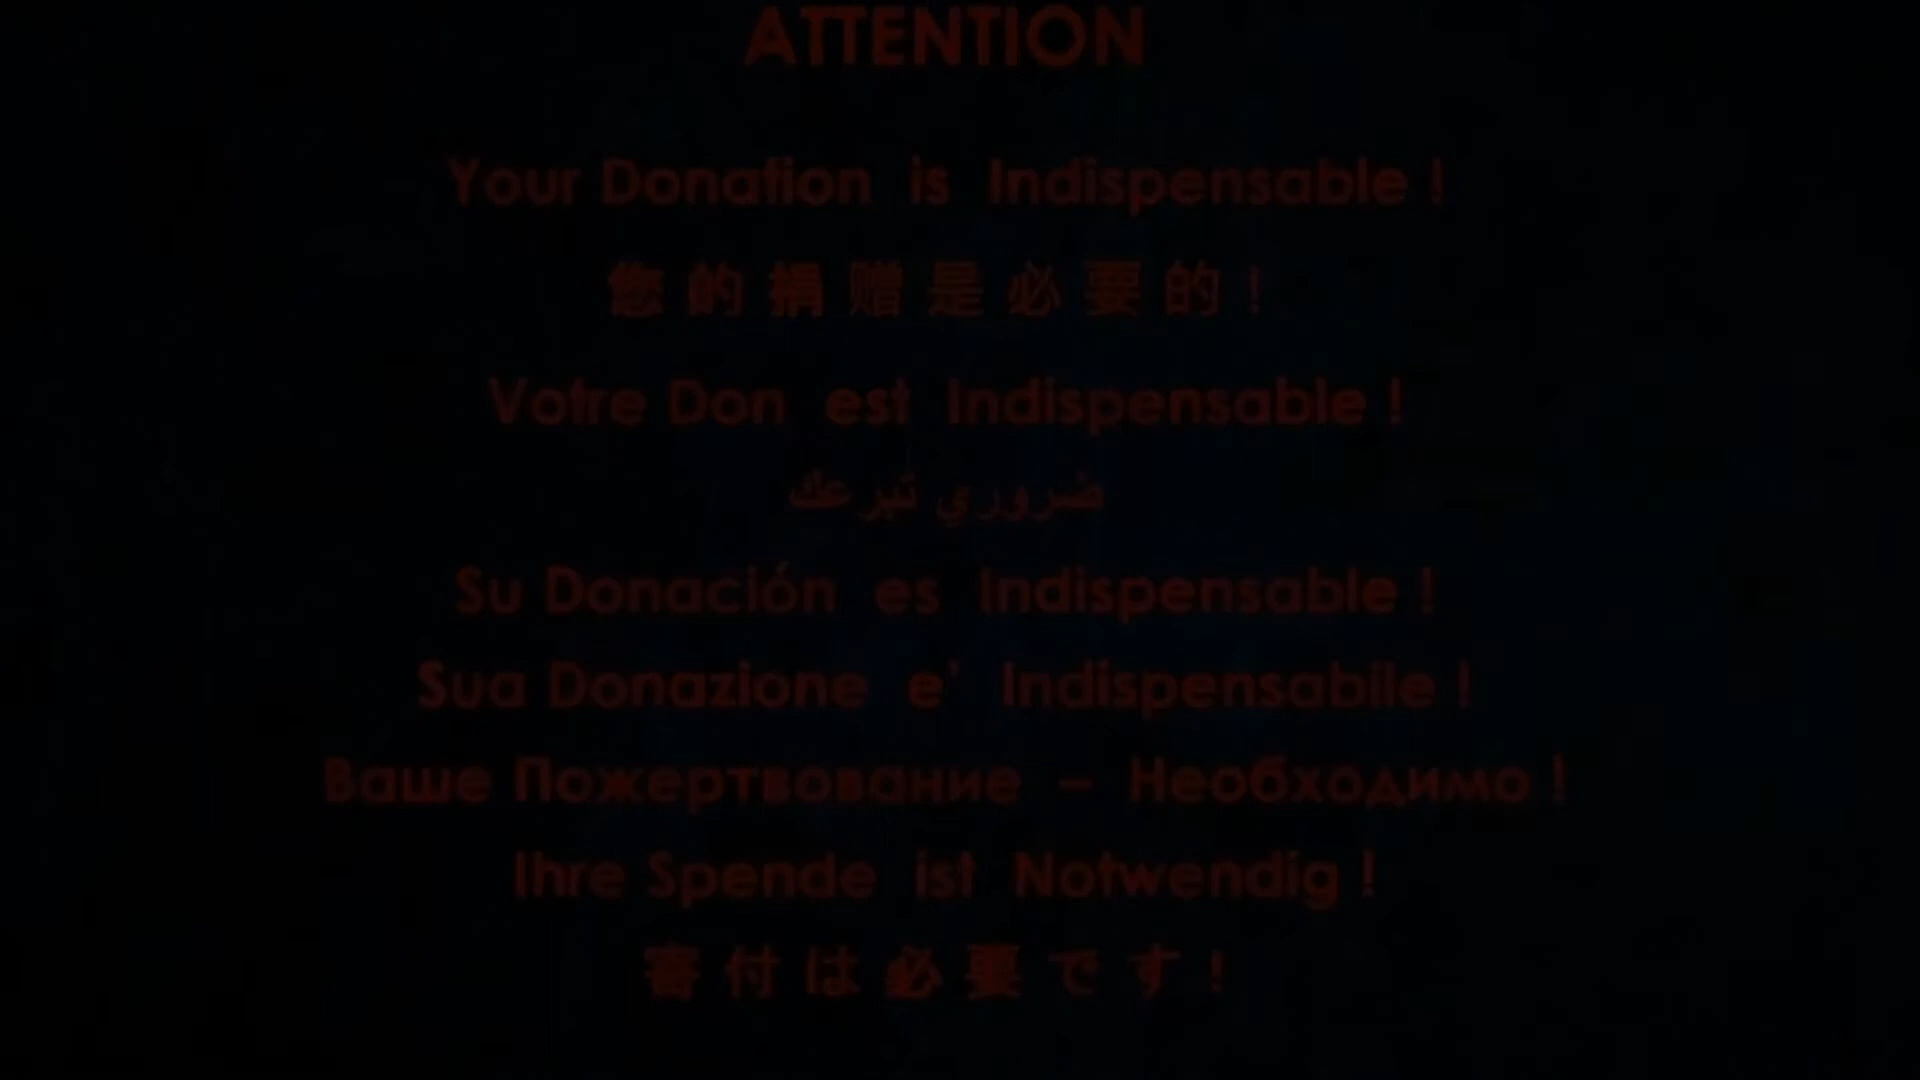 ATTENTION
Your Donation is Indispensable !
您的捐赠是必要的!
Votre Don est Indispensable !
ضروري تبرعك
Su Donación es Indispensable !
Sua Donazione e' Indispensabile !
Ваше Пожертвование – Необходимо !
Ihre Spende ist Notwendig !
寄付は必要です!